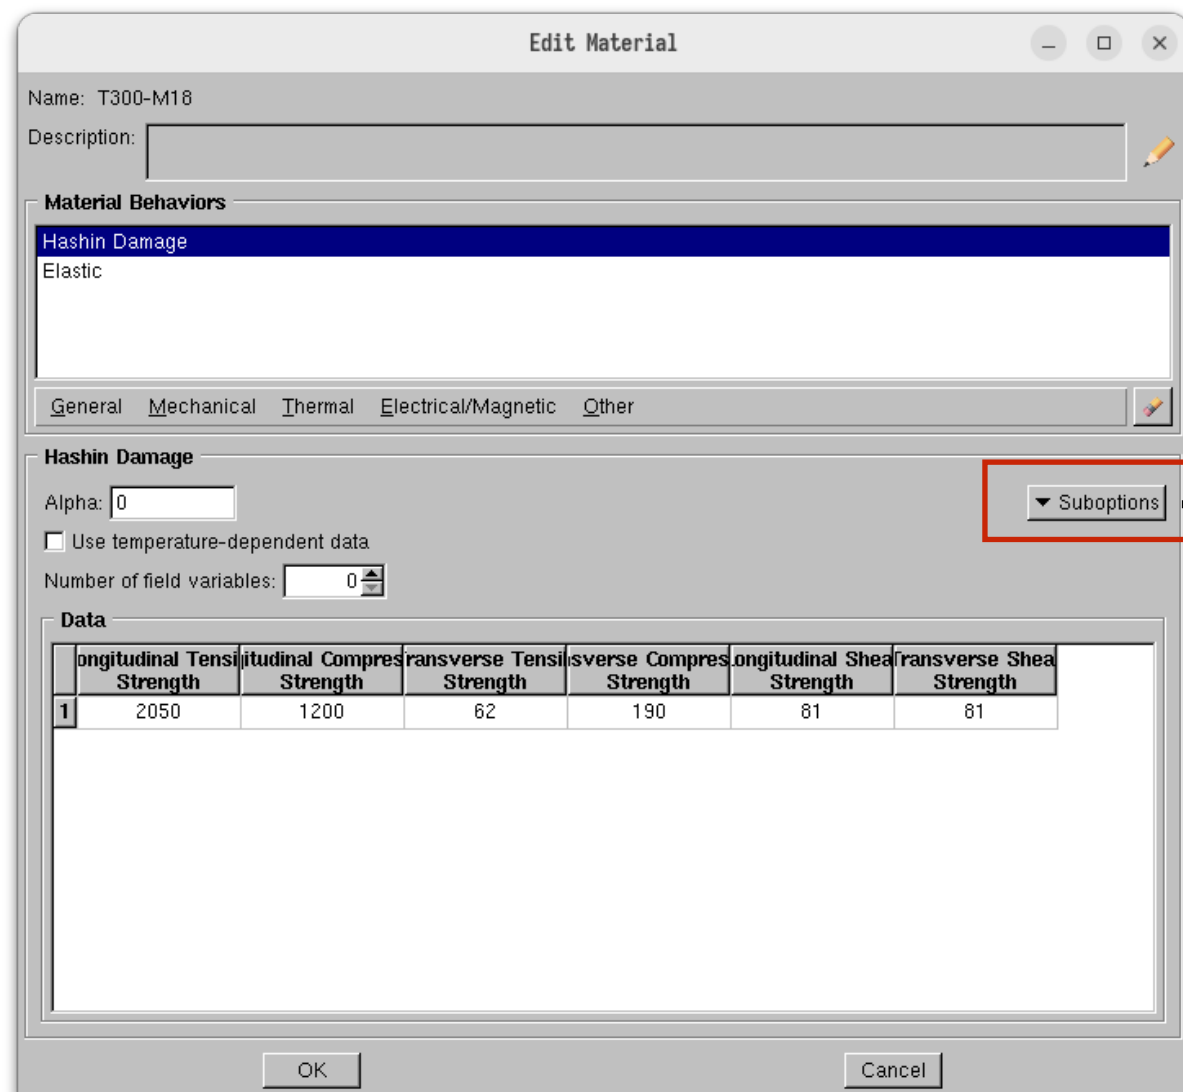 Edit Material
Name: T300-M18
Description:
Material Behaviors
Hashin Damage
Elastic
General Mechanical Thermal Electrical/Magnetic Other
Hashin Damage
Alpha: 0
Suboptions
Use temperature-dependent data
Number of field variables: 0
Data
ongitudinal Tensi itudinal Compres ransverse Tensil sverse Compres ongitudinal Shea Transverse Shea
Strength Strength Strength Strength Strength Strength
1 2050 1200 62 190 81 81
OK Cancel